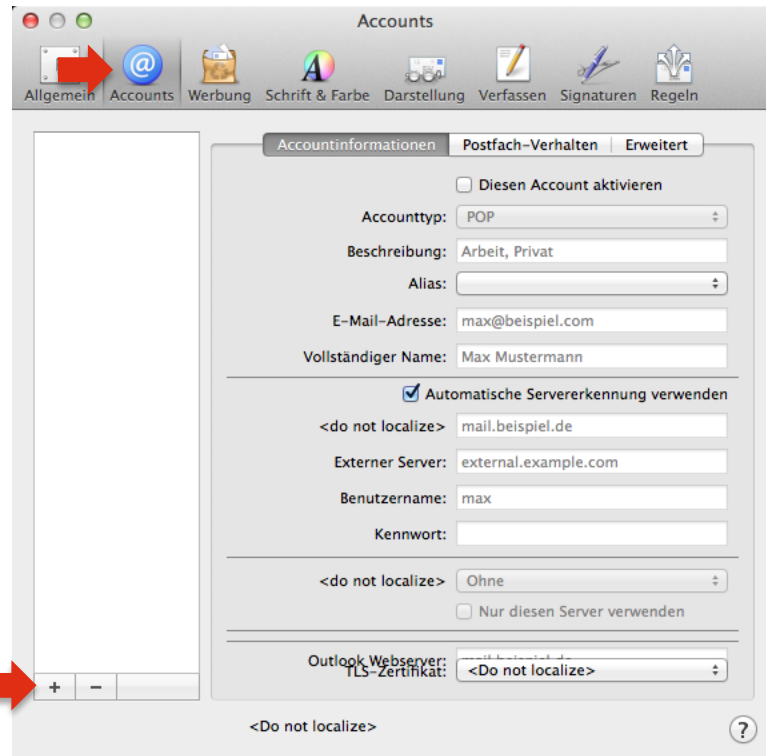 Accounts
Allgemein Accounts Werbung Schrift & Farbe Darstellung Verfassen Signaturen Regeln
Accountinformationen Postfach-Verhalten Erweitert
Diesen Account aktivieren
Accounttyp: POP
Beschreibung: Arbeit, Privat
Alias:
E-Mail-Adresse: max@beispiel.com
Vollständiger Name: Max Mustermann
Automatische Servererkennung verwenden
<do not localize> mail.beispiel.de
Externer Server: external.example.com
Benutzername: max
Kennwort:
<do not localize> Ohne
Nur diesen Server verwenden
Outlook Webserver:
TLS-Zertifikat: <Do not localize>
+ −
<Do not localize> ?